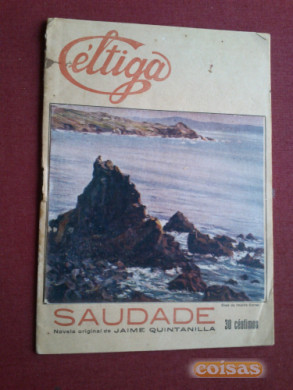 Céltiga
SAUDADE
Novela original de JAIME QUINTANILLA
30 céntimos
coisas